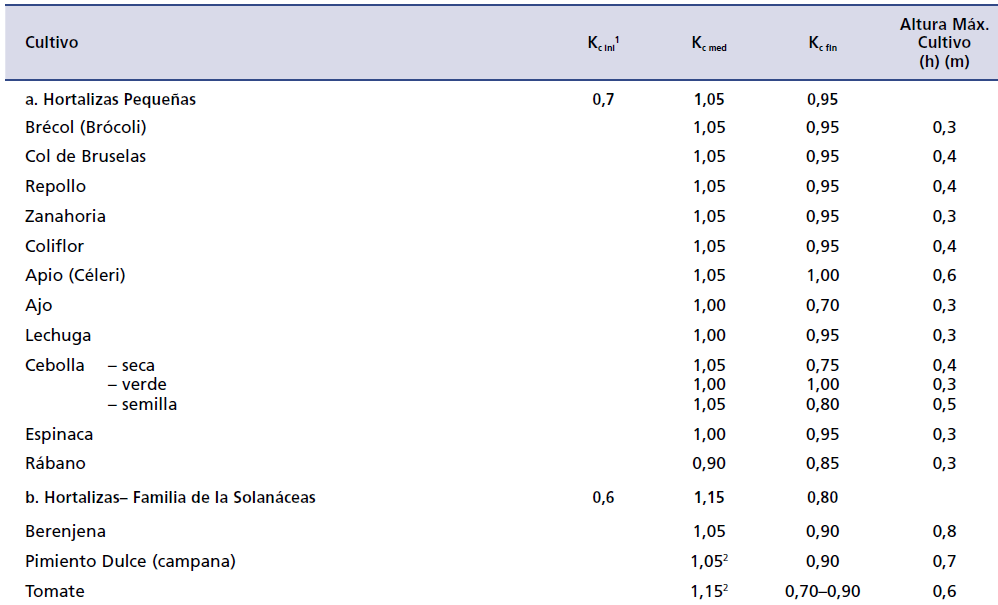 Cultivo K c ini 1 K c med K c fin Altura Máx. Cultivo (h) (m)
a. Hortalizas Pequeñas 0,7 1,05 0,95
Brécol (Brócoli) 1,05 0,95 0,3
Col de Bruselas 1,05 0,95 0,4
Repollo 1,05 0,95 0,4
Zanahoria 1,05 0,95 0,3
Coliflor 1,05 0,95 0,4
Apio (Céleri) 1,05 1,00 0,6
Ajo 1,00 0,70 0,3
Lechuga 1,00 0,95 0,3
Cebolla – seca 1,05 0,75 0,4
– verde 1,00 1,00 0,3
– semilla 1,05 0,80 0,5
Espinaca 1,00 0,95 0,3
Rábano 0,90 0,85 0,3
b. Hortalizas– Familia de la Solanáceas 0,6 1,15 0,80
Berenjena 1,05 0,90 0,8
Pimiento Dulce (campana) 1,05² 0,90 0,7
Tomate 1,15² 0,70–0,90 0,6